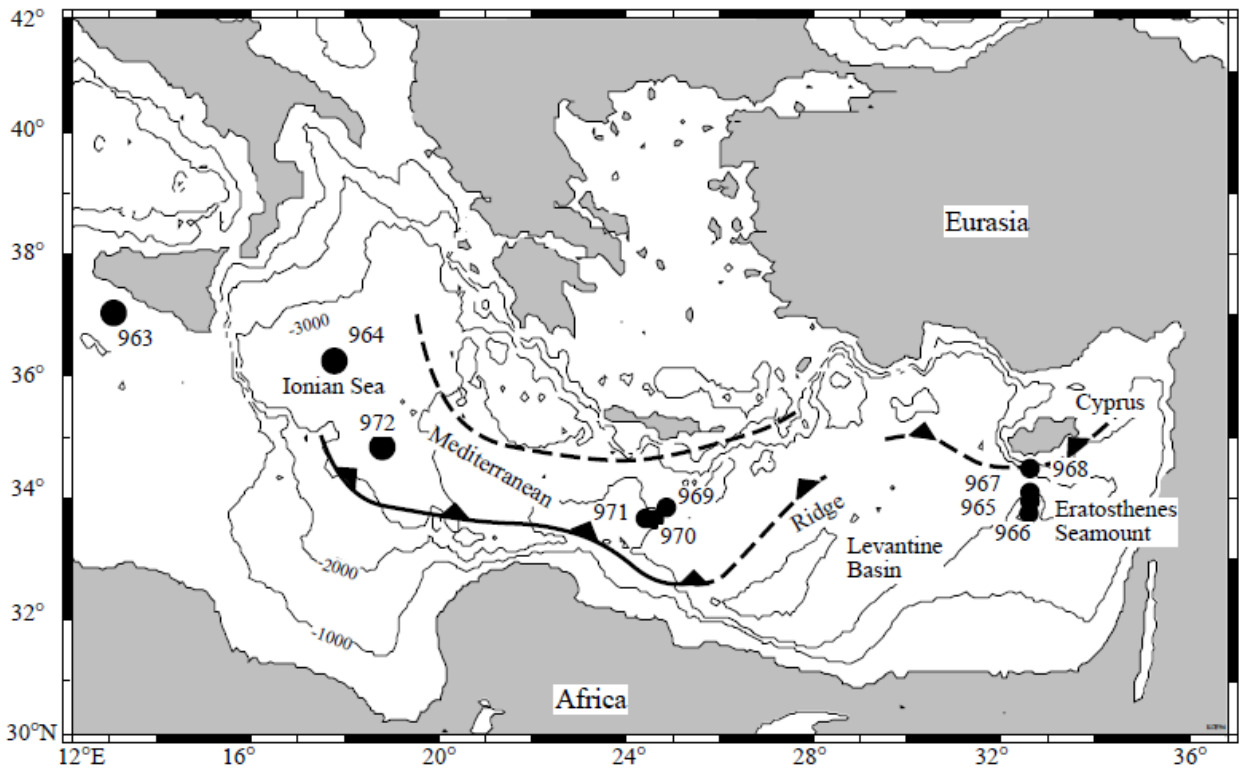 42°
40°
38°
36°
34°
32°
30°N
12°E
16°
20°
24°
28°
32°
36°
Eurasia
963
-3000
964
Ionian Sea
972
Mediterranean
Cyprus
968
967
965
966
Eratosthenes
Seamount
969
971
970
Ridge
Levantine
Basin
-2000
-1000
Africa